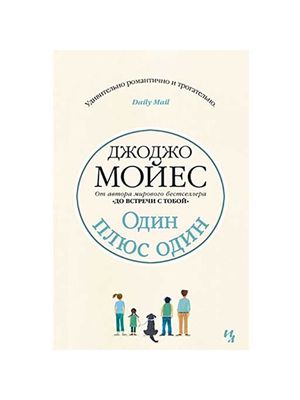 Удивительно романтично и трогательно.
Daily Mail
ДЖОДЖО
МОЙЕС
От автора мирового бестселлера
«ДО ВСТРЕЧИ С ТОБОЙ»
Один
плюс один